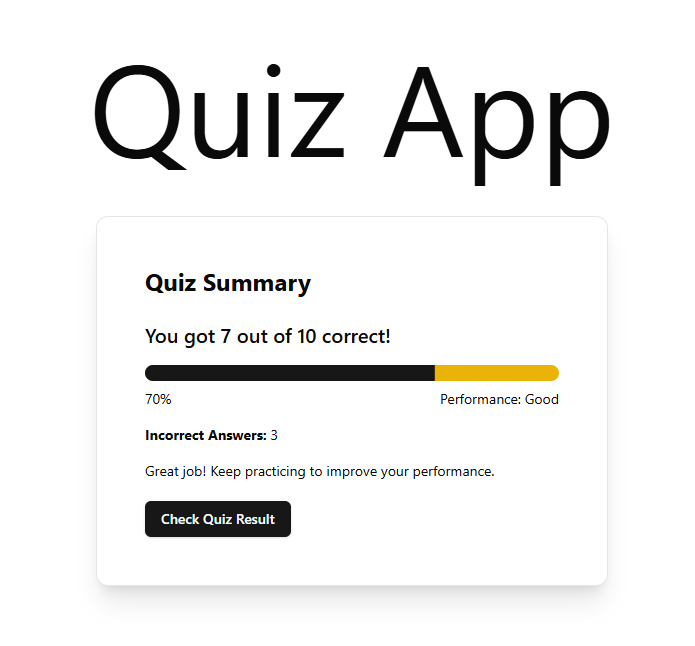 Quiz App
Quiz Summary
You got 7 out of 10 correct!
70% Performance: Good
Incorrect Answers: 3
Great job! Keep practicing to improve your performance.
Check Quiz Result